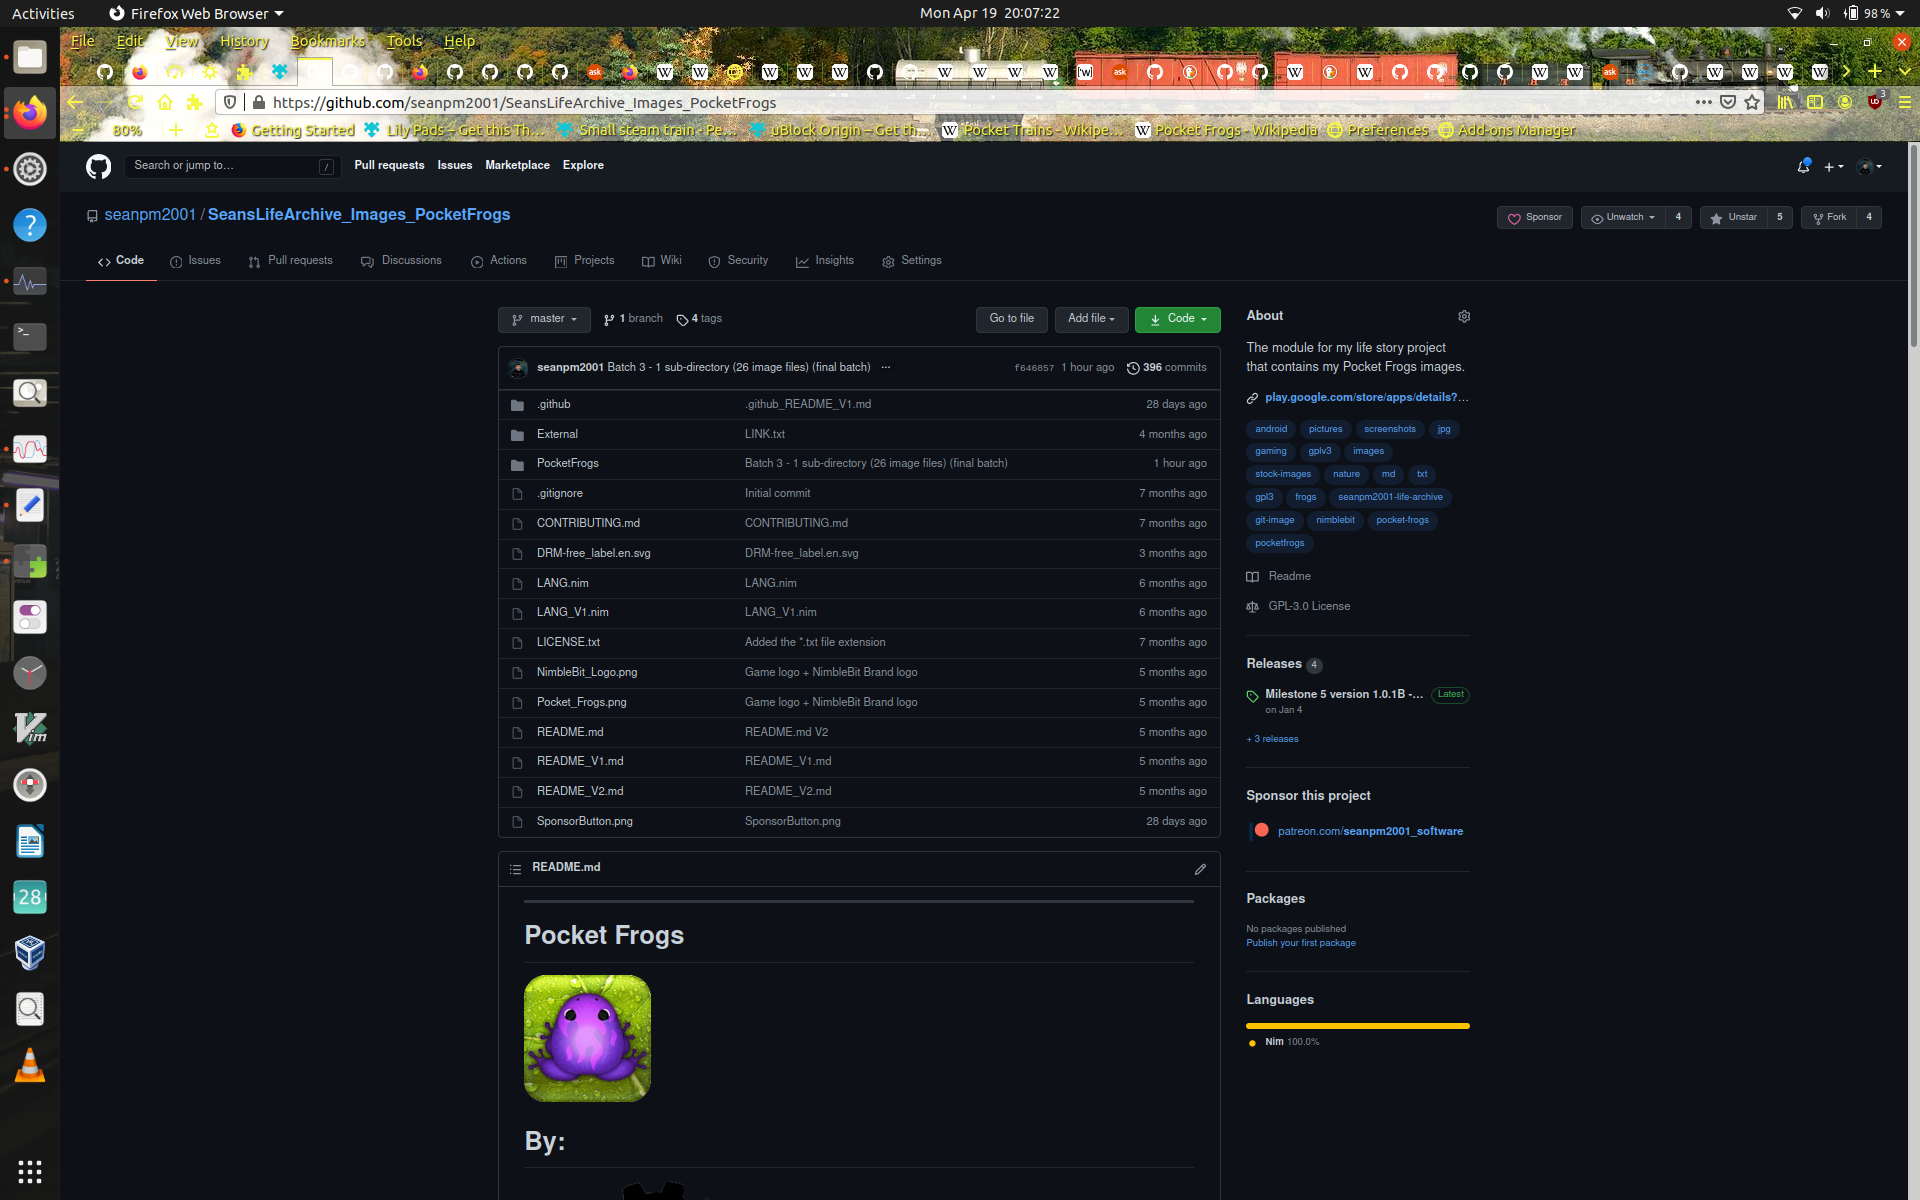 Activities Firefox Web Browser Mon Apr 19 20:07:22 98 %
File Edit View History Bookmarks Tools Help
https://github.com/seanpm2001/SeansLifeArchive_Images_PocketFrogs
80% Getting Started Lily Pads – Get this Th… Small steam train - Pe… uBlock Origin – Get th… Pocket Trains - Wikipe… Pocket Frogs - Wikipedia Preferences Add-ons Manager
Search or jump to… / Pull requests Issues Marketplace Explore
seanpm2001 / SeansLifeArchive_Images_PocketFrogs
Sponsor Unwatch 4 Unstar 5 Fork 4
Code Issues Pull requests Discussions Actions Projects Wiki Security Insights Settings
master 1 branch 4 tags Go to file Add file Code
seanpm2001 Batch 3 - 1 sub-directory (26 image files) (final batch) … f646857 1 hour ago 396 commits
.github .github_README_V1.md 28 days ago
External LINK.txt 4 months ago
PocketFrogs Batch 3 - 1 sub-directory (26 image files) (final batch) 1 hour ago
.gitignore Initial commit 7 months ago
CONTRIBUTING.md CONTRIBUTING.md 7 months ago
DRM-free_label.en.svg DRM-free_label.en.svg 3 months ago
LANG.nim LANG.nim 6 months ago
LANG_V1.nim LANG_V1.nim 6 months ago
LICENSE.txt Added the *.txt file extension 7 months ago
NimbleBit_Logo.png Game logo + NimbleBit Brand logo 5 months ago
Pocket_Frogs.png Game logo + NimbleBit Brand logo 5 months ago
README.md README.md V2 5 months ago
README_V1.md README_V1.md 5 months ago
README_V2.md README_V2.md 5 months ago
SponsorButton.png SponsorButton.png 28 days ago
README.md
Pocket Frogs
By:
About
The module for my life story project
that contains my Pocket Frogs images.
play.google.com/store/apps/details?…
android pictures screenshots jpg
gaming gplv3 images
stock-images nature md txt
gpl3 frogs seanpm2001-life-archive
git-image nimblebit pocket-frogs
pocketfrogs
Readme
GPL-3.0 License
Releases 4
Milestone 5 version 1.0.1B -… Latest
on Jan 4
+ 3 releases
Sponsor this project
patreon.com/seanpm2001_software
Packages
No packages published
Publish your first package
Languages
Nim 100.0%
28